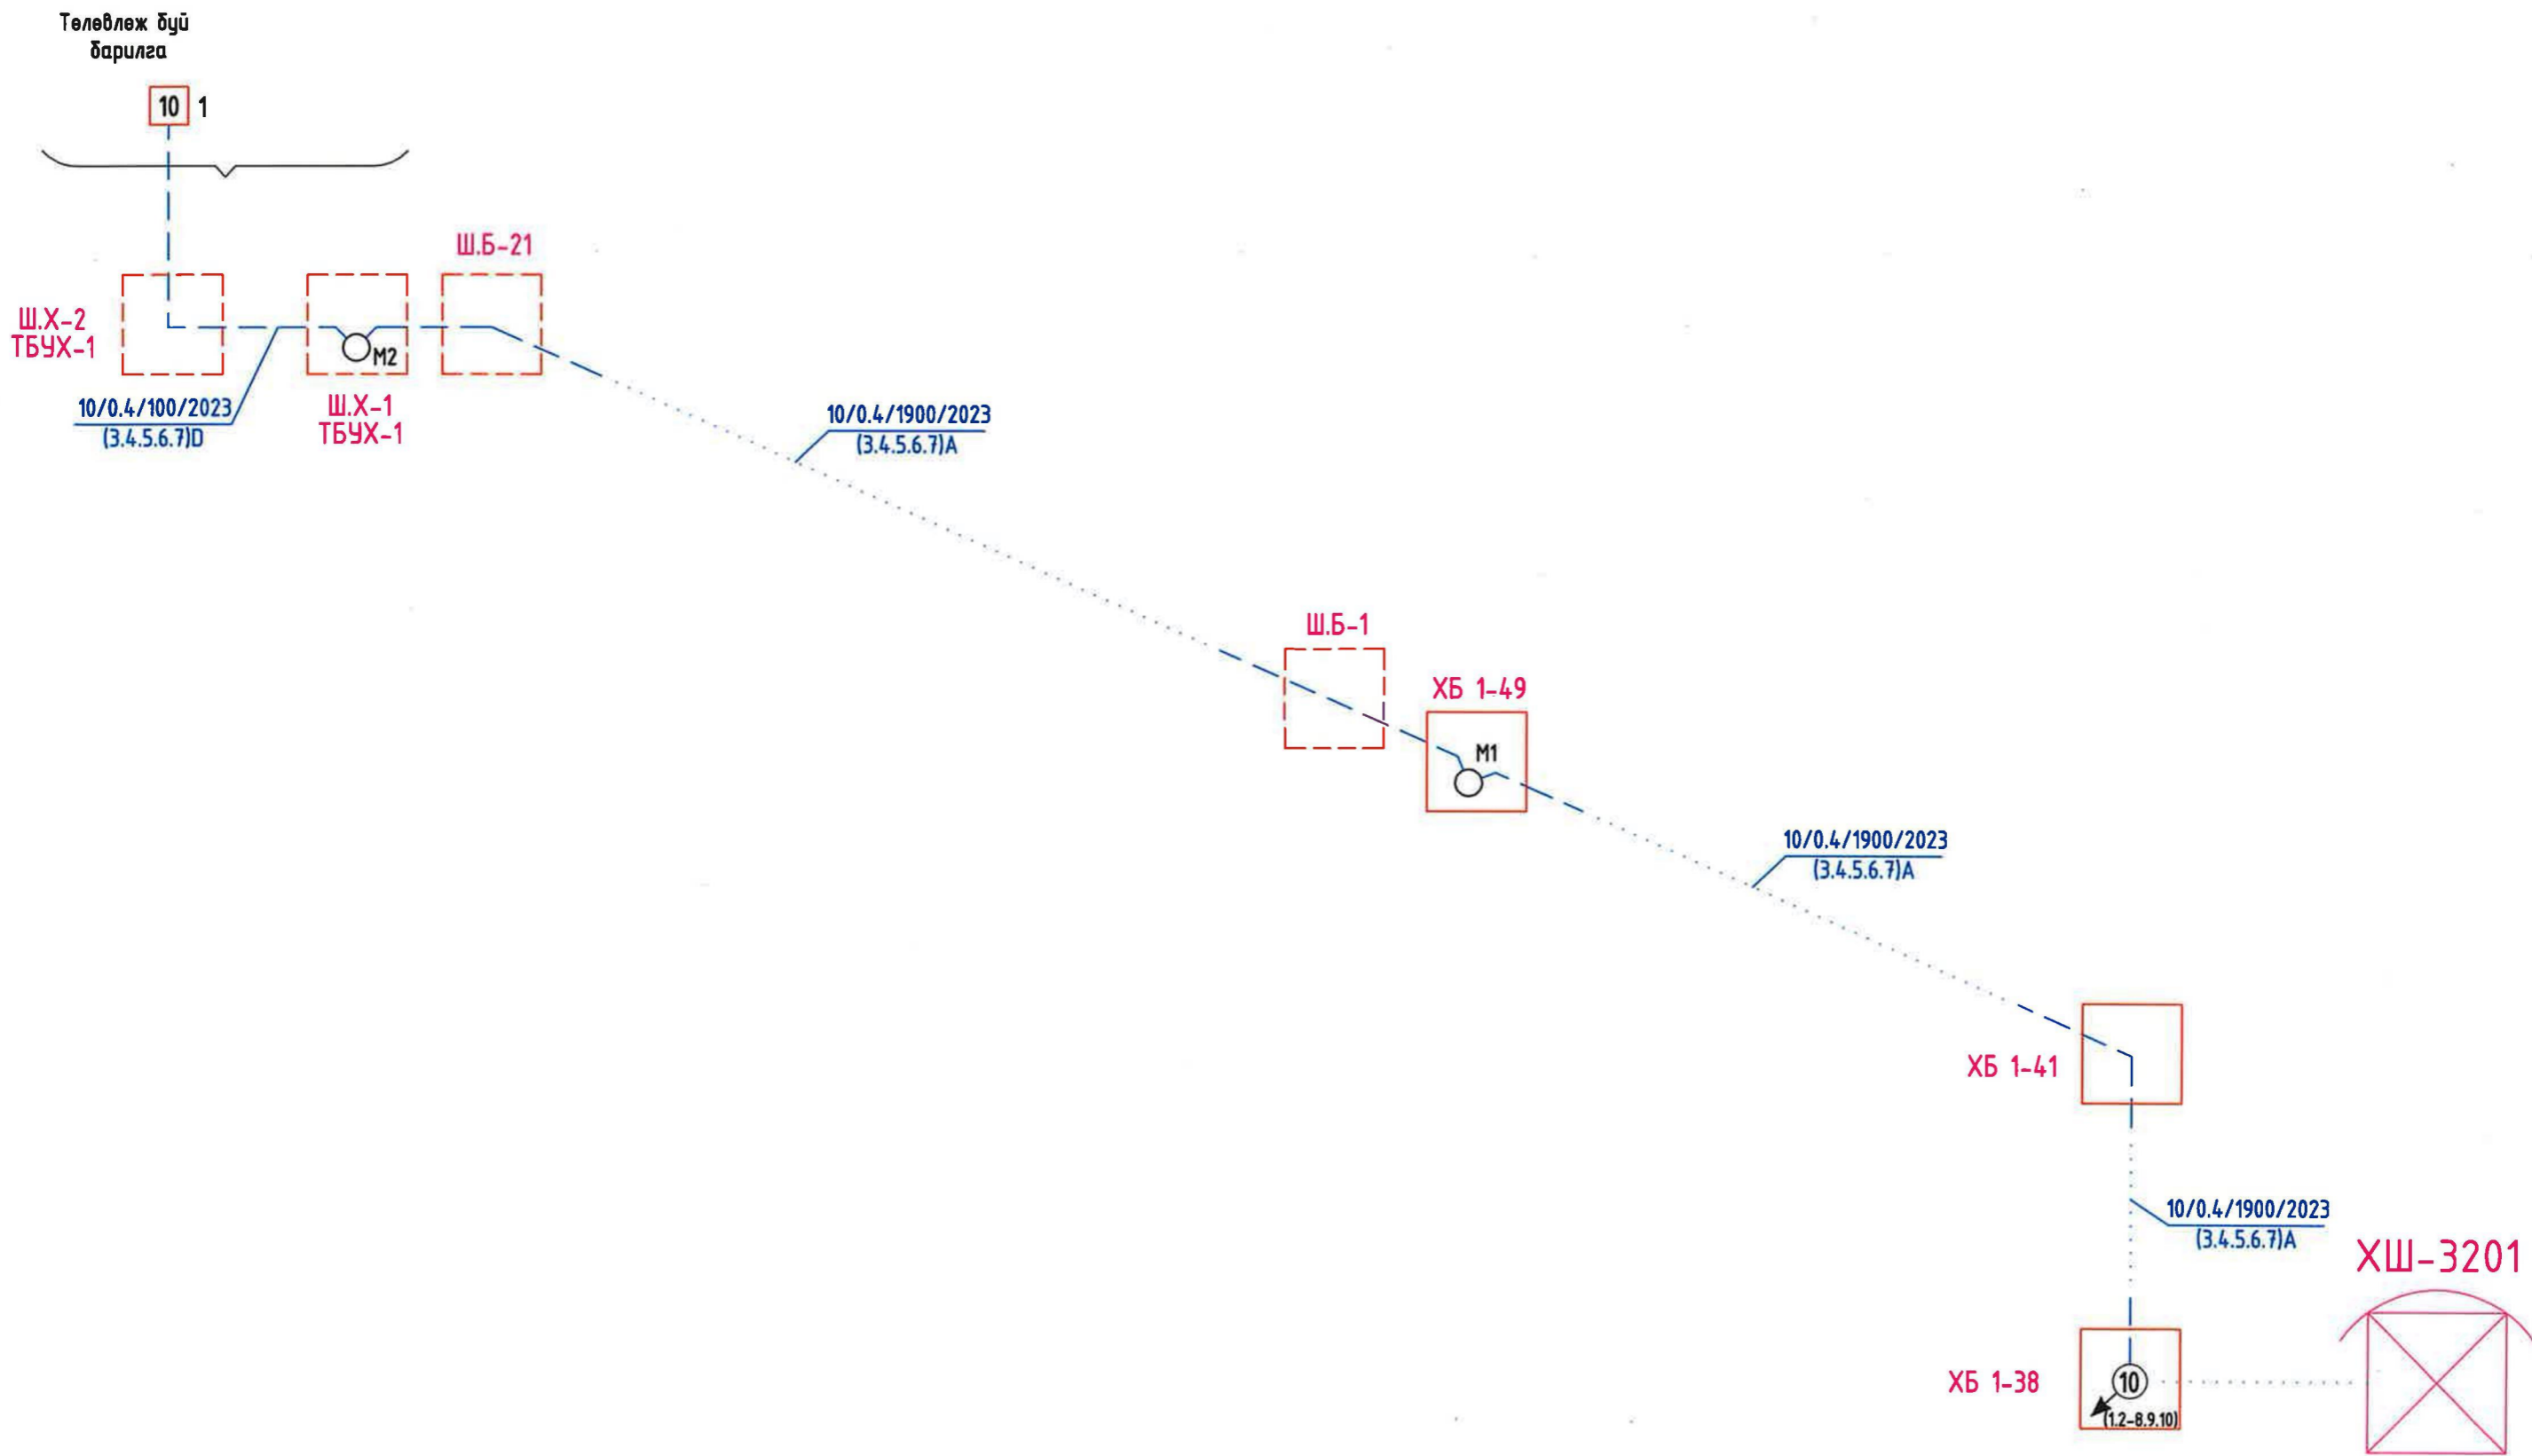 Төлөвлөж буй
барилга
10 1
Ш.Б-21
Ш.Х-2
ТБУХ-1
М2
10/0.4/100/2023
(3.4.5.6.7)D
Ш.Х-1
ТБУХ-1
10/0.4/1900/2023
(3.4.5.6.7)А
Ш.Б-1
ХБ 1-49
М1
10/0.4/1900/2023
(3.4.5.6.7)А
ХБ 1-41
10/0.4/1900/2023
(3.4.5.6.7)А
ХШ-3201
ХБ 1-38
10
(1.2-8.9.10)